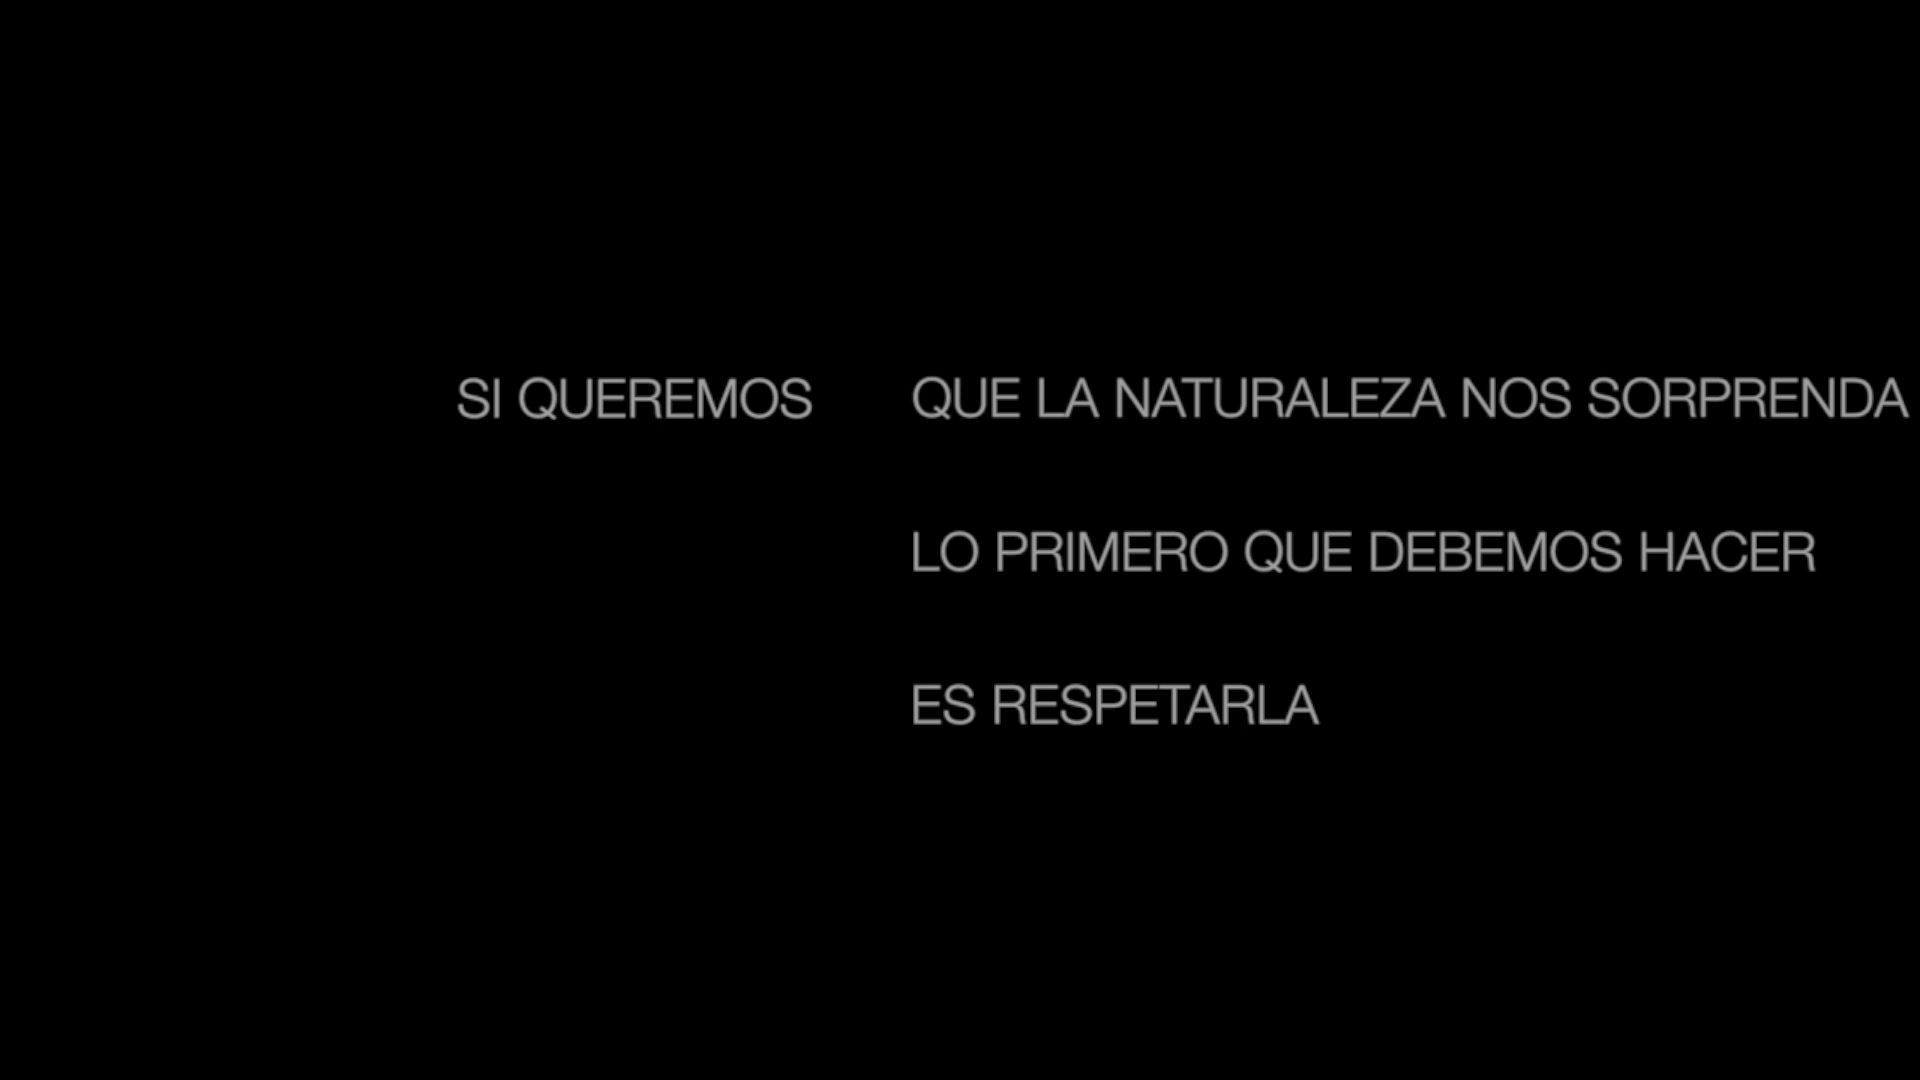 SI QUEREMOS QUE LA NATURALEZA NOS SORPRENDA
LO PRIMERO QUE DEBEMOS HACER
ES RESPETARLA